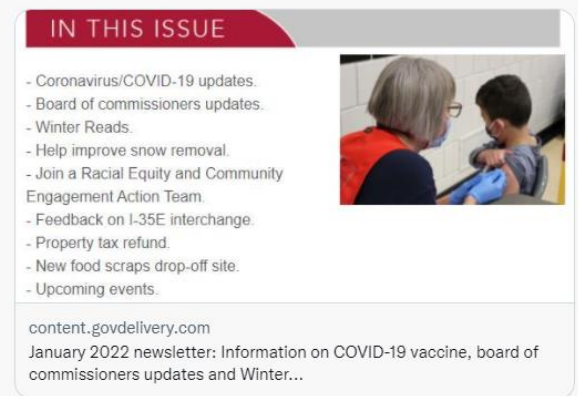 IN THIS ISSUE
- Coronavirus/COVID-19 updates.
- Board of commissioners updates.
- Winter Reads.
- Help improve snow removal.
- Join a Racial Equity and Community
Engagement Action Team.
- Feedback on I-35E interchange.
- Property tax refund.
- New food scraps drop-off site.
- Upcoming events.
content.govdelivery.com
January 2022 newsletter: Information on COVID-19 vaccine, board of
commissioners updates and Winter...